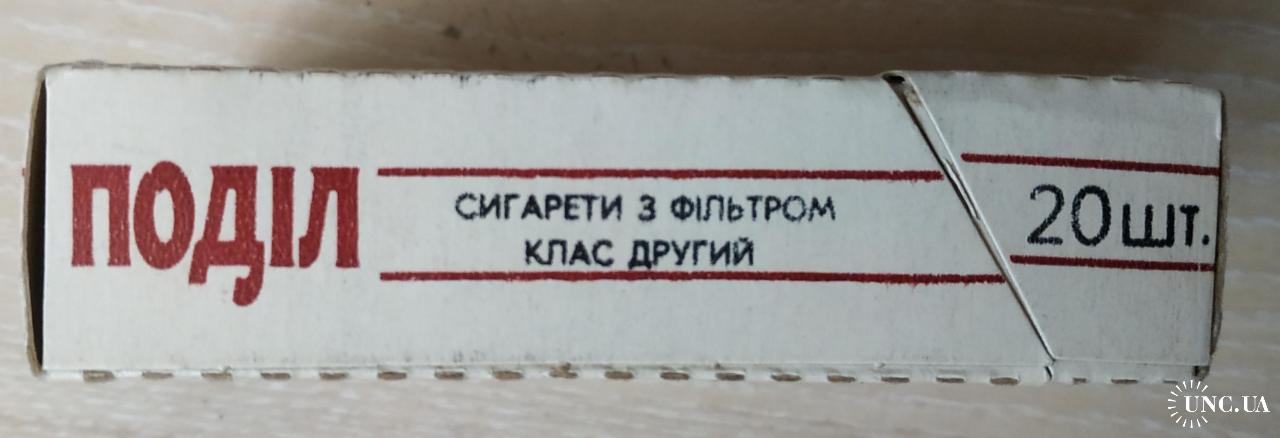 ПОДІЛ
СИГАРЕТИ З ФІЛЬТРОМ
КЛАС ДРУГИЙ
20 шт.
UNC.UA